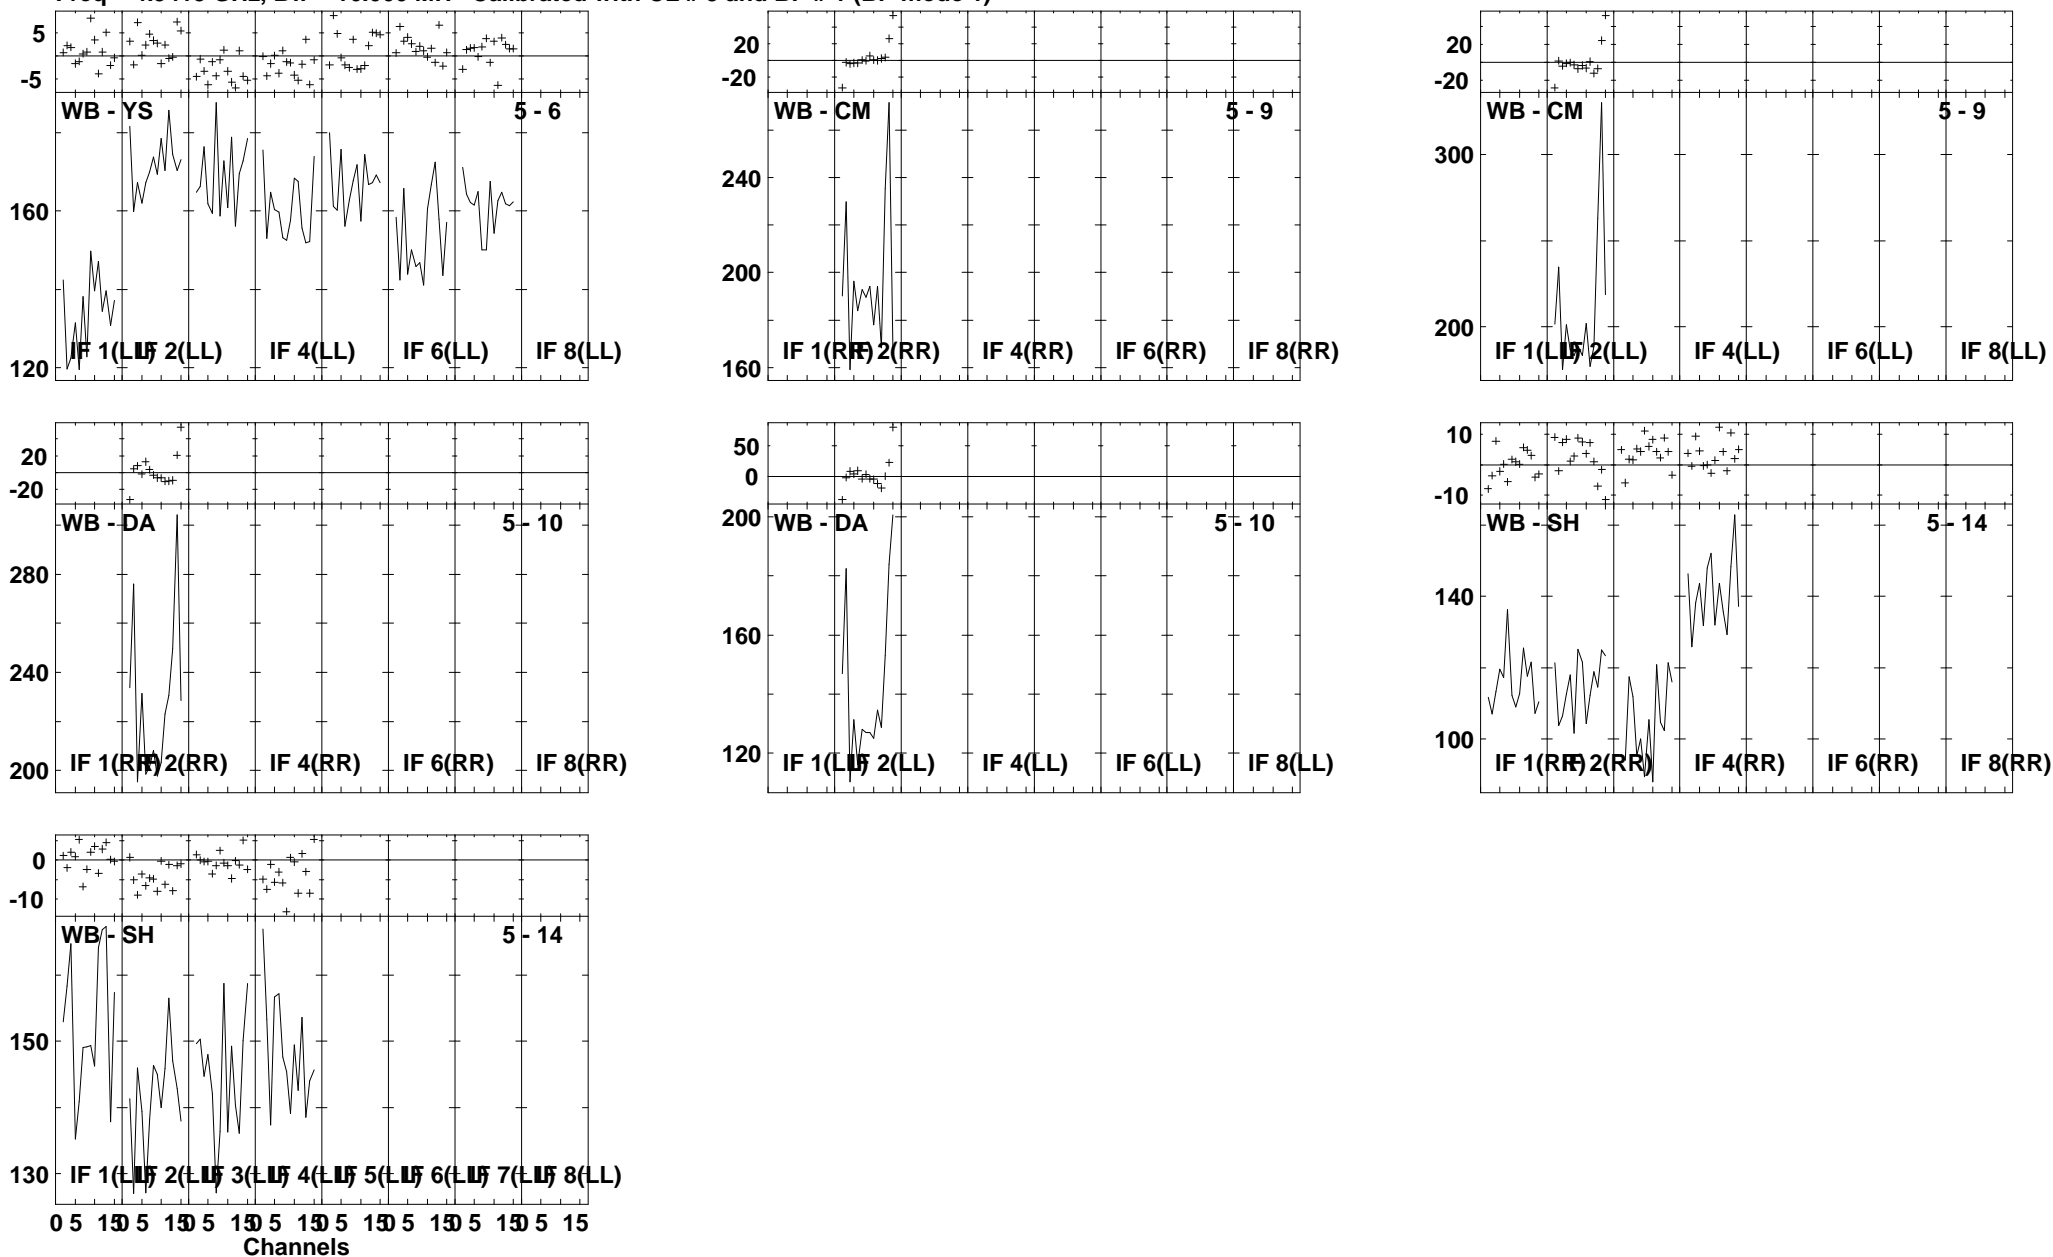 5
-5
WB - YS 5 - 6
160
120
IF 1(LL) IF 2(LL) IF 4(LL) IF 6(LL) IF 8(LL)
20
-20
WB - CM 5 - 9
240
200
160
IF 1(RR) IF 2(RR) IF 4(RR) IF 6(RR) IF 8(RR)
20
-20
WB - CM 5 - 9
300
200
IF 1(LL) IF 2(LL) IF 4(LL) IF 6(LL) IF 8(LL)
20
-20
WB - DA 5 - 10
280
240
200
IF 1(RR) IF 2(RR) IF 4(RR) IF 6(RR) IF 8(RR)
50
0
200
WB - DA 5 - 10
160
120
IF 1(LL) IF 2(LL) IF 4(LL) IF 6(LL) IF 8(LL)
10
-10
WB - SH 5 - 14
140
100
IF 1(RR) IF 2(RR) IF 4(RR) IF 6(RR) IF 8(RR)
0
-10
WB - SH 5 - 14
150
130
IF 1(LL) IF 2(LL) IF 3(LL) IF 4(LL) IF 5(LL) IF 6(LL) IF 7(LL) IF 8(LL)
0 5 15 0 5 15 0 5 15 0 5 15 0 5 15 0 5 15 0 5 15 0 5 15
Channels